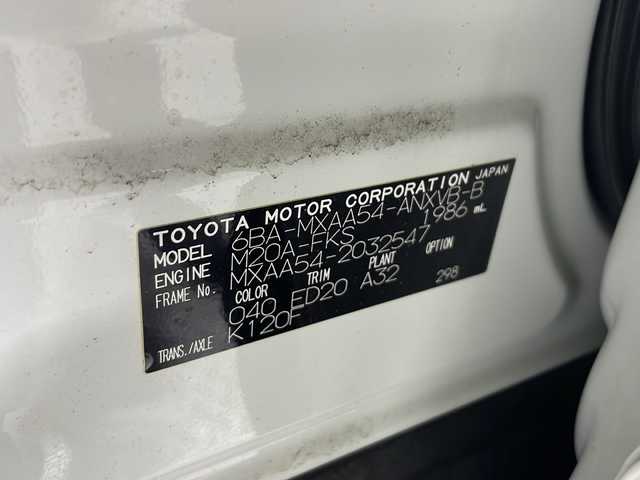 TOYOTA MOTOR CORPORATION JAPAN
MODEL 6BA-MXAA54-ANXVB-B
ENGINE M20A-FKS 1986 mL
FRAME No. MXAA54-2032547
COLOR TRIM PLANT OPTION
040 ED20 A32 298
TRANS./AXLE K120F